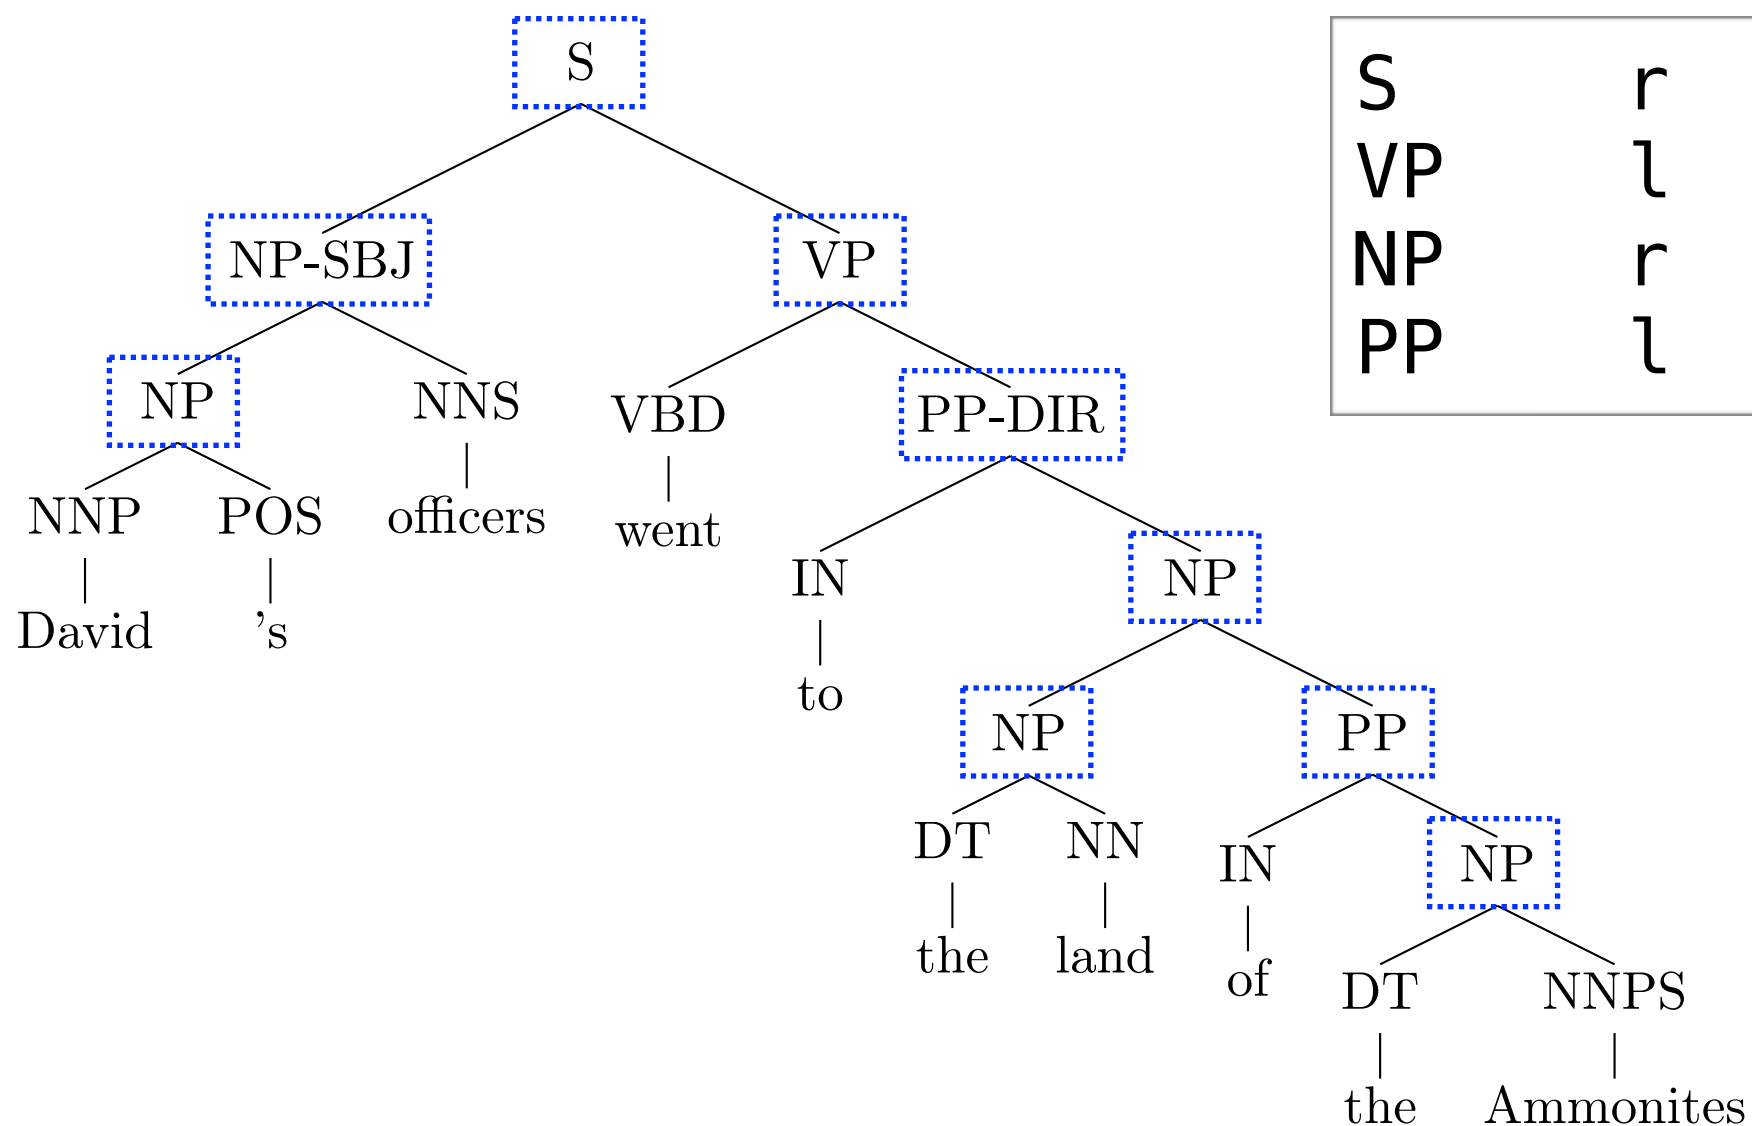 S
S r
VP l
NP r
PP l
NP-SBJ VP
NP NNS VBD PP-DIR
NNP POS officers went
IN NP
David 's
to
NP PP
DT NN IN NP
the land of
DT NNPS
the Ammonites